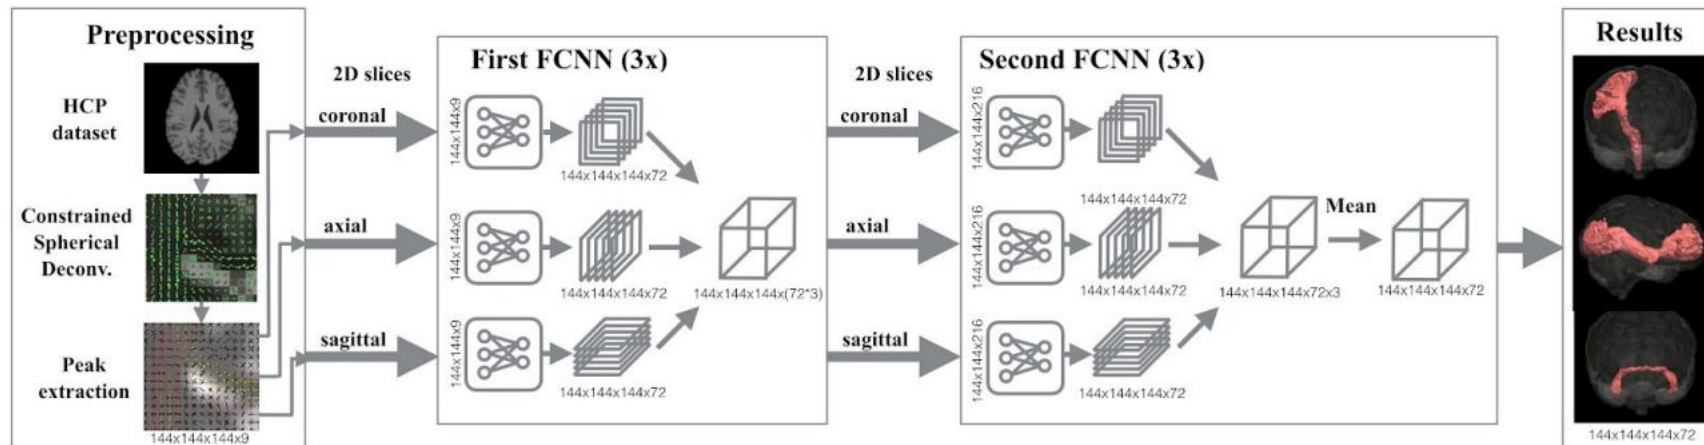 Preprocessing
HCP
dataset
Constrained
Spherical
Deconv.
Peak
extraction
144x144x144x9
2D slices
coronal
axial
sagittal
First FCNN (3x)
144x144x9
144x144x144x72
144x144x9
144x144x144x72
144x144x144x(72*3)
144x144x9
144x144x144x72
2D slices
coronal
axial
sagittal
Second FCNN (3x)
144x144x216
144x144x144x72
144x144x216
144x144x144x72
144x144x144x72x3
Mean
144x144x144x72
144x144x216
144x144x144x72
Results
144x144x144x72